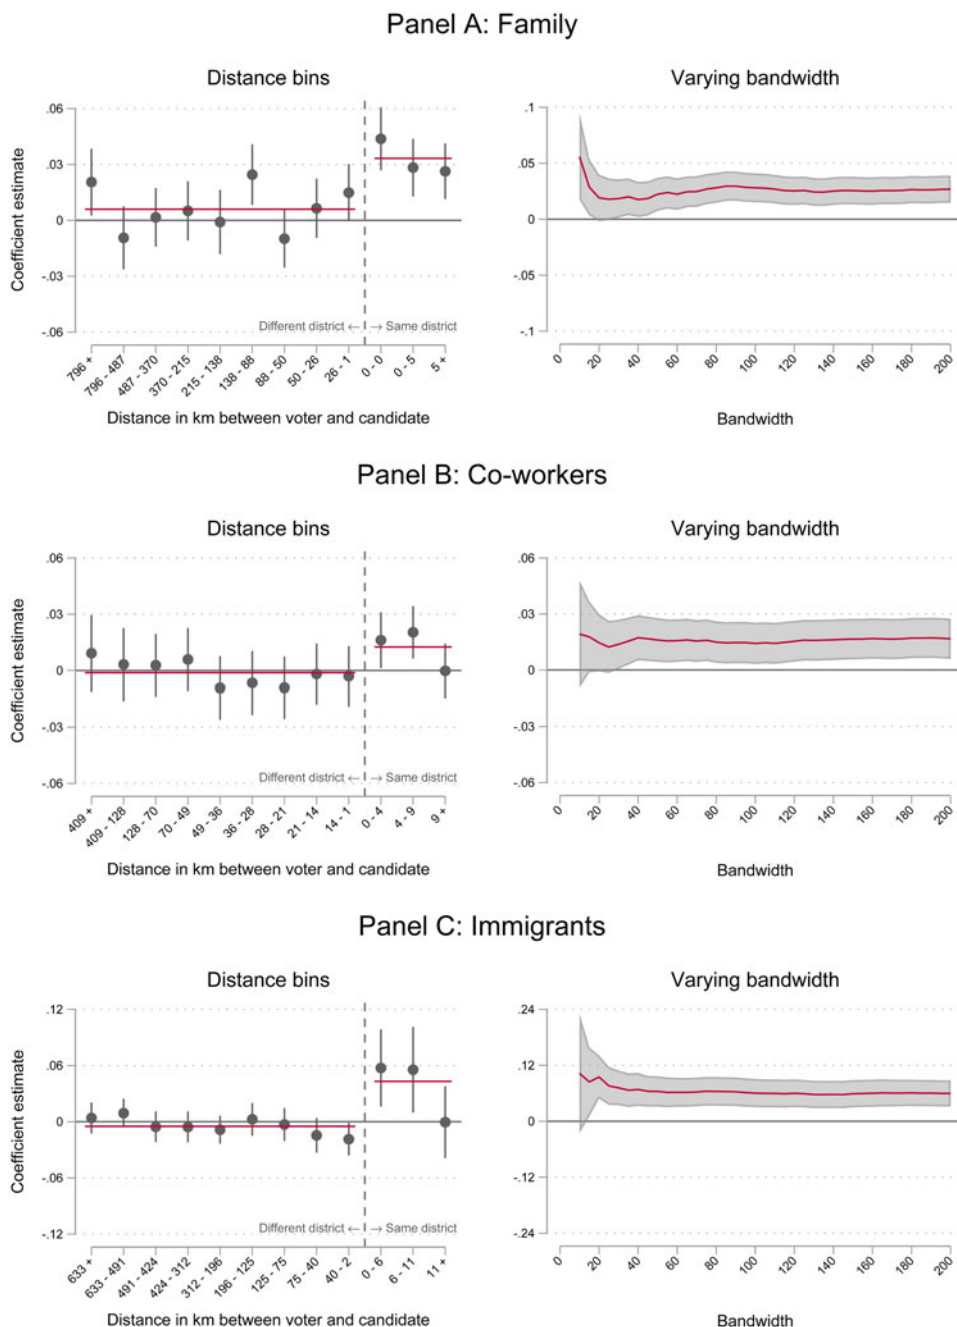 Panel A: Family
Distance bins
Varying bandwidth
Coefficient estimate
.06
.03
0
-.03
-.06
Different district ← → Same district
796 +
796 - 487
487 - 370
370 - 215
215 - 138
138 - 88
88 - 50
50 - 26
26 - 1
0 - 0
0 - 5
5 +
Distance in km between voter and candidate
.1
.05
0
-.05
-.1
0 20 40 60 80 100 120 140 160 180 200
Bandwidth
Panel B: Co-workers
Distance bins
Varying bandwidth
Coefficient estimate
.06
.03
0
-.03
-.06
Different district ← → Same district
409 +
409 - 128
128 - 70
70 - 49
49 - 36
36 - 28
28 - 21
21 - 14
14 - 1
0 - 4
4 - 9
9 +
Distance in km between voter and candidate
.06
.03
0
-.03
-.06
0 20 40 60 80 100 120 140 160 180 200
Bandwidth
Panel C: Immigrants
Distance bins
Varying bandwidth
Coefficient estimate
.12
.06
0
-.06
-.12
Different district ← → Same district
633 +
633 - 491
491 - 424
424 - 312
312 - 196
196 - 125
125 - 75
75 - 40
40 - 2
0 - 6
6 - 11
11 +
Distance in km between voter and candidate
.24
.12
0
-.12
-.24
0 20 40 60 80 100 120 140 160 180 200
Bandwidth